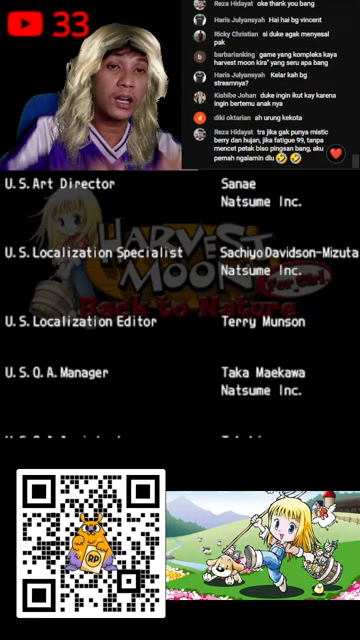 33
Reza Hidayat oke thank you bang
Haris Julyansyah Hai hai bg vincent
Ricky Christian si duke agak menyesal
pak
barbarianking game yang kompleks kaya
harvest moon kira" yang seru apa bang
Haris Julyansyah Kelar kah bg
streamnya?
Kishibe Johan duke ingin ikut kay karena
ingin bertemu anak nya
diki oktarian ah urung kekota
Reza Hidayat tra jika gak punya mistic
berry dan hujan, jika fatigue 99, tanpa
mencet petak biso pingsan bang, aku
pernah ngalamin dlu 🤣🤣
U.S. Art Director Sanae
Natsume Inc.
HARVEST
MOON
For Girl
Back to Nature
U.S. Localization Specialist Sachiyo Davidson-Mizuta
Natsume Inc.
U.S. Localization Editor Terry Munson
U.S. Q.A. Manager Taka Maekawa
Natsume Inc.
RP